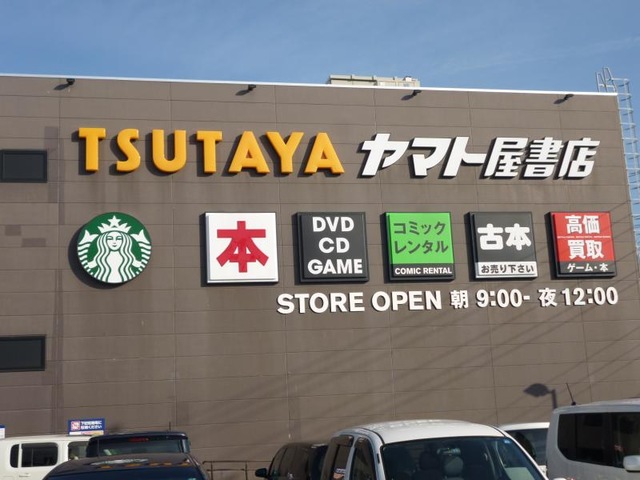 TSUTAYA ヤマト屋書店
本
DVD
CD
GAME
コミック
レンタル
COMIC RENTAL
古本
お売り下さい
高価
買取
ゲーム・本
STORE OPEN 朝 9:00- 夜 12:00